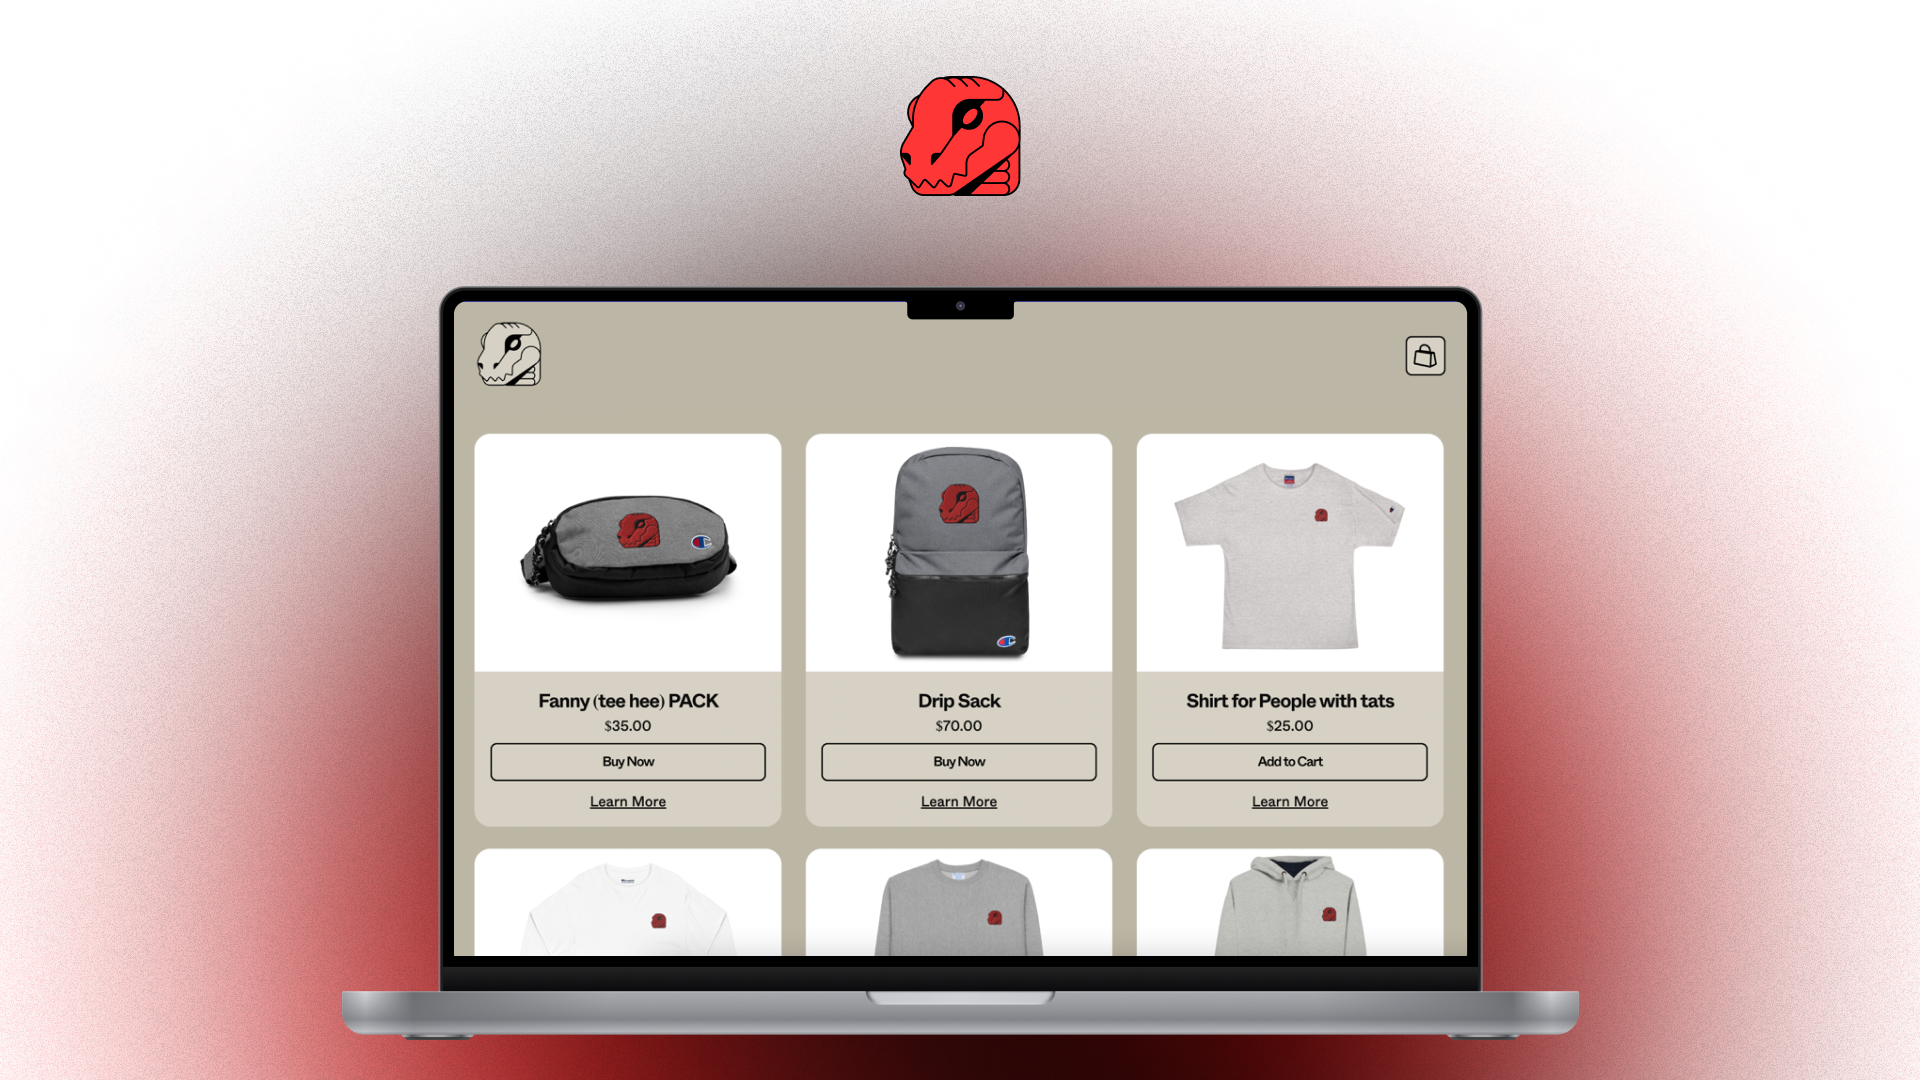 Fanny (tee hee) PACK
$35.00
Buy Now
Learn More
Drip Sack
$70.00
Buy Now
Learn More
Shirt for People with tats
$25.00
Add to Cart
Learn More